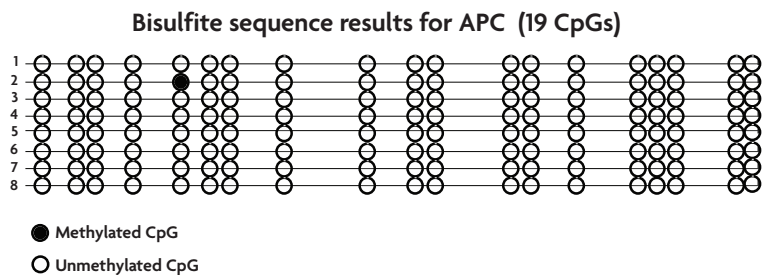 Bisulfite sequence results for APC (19 CpGs)
1
2
3
4
5
6
7
8
Methylated CpG
Unmethylated CpG